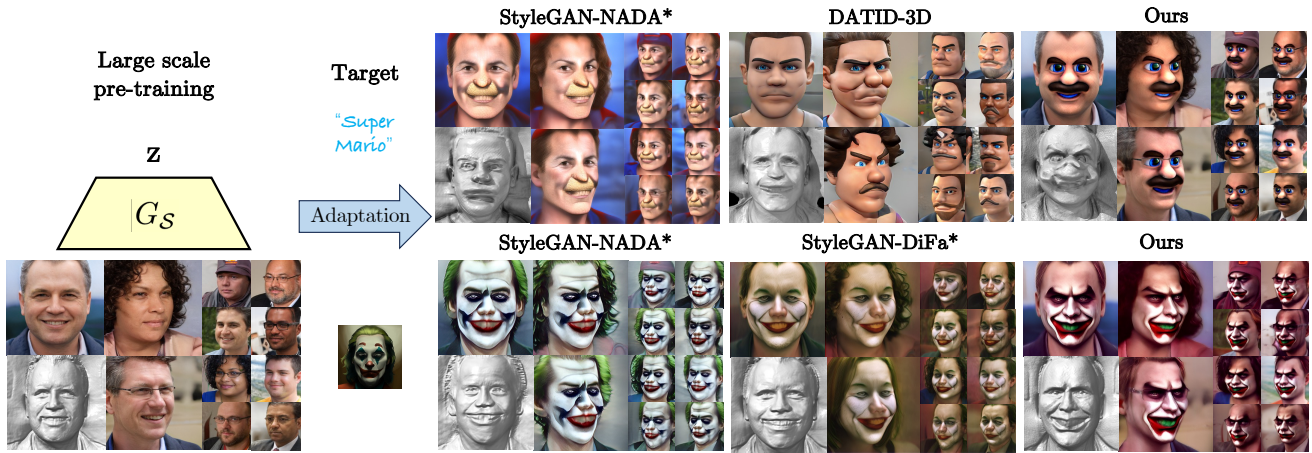 StyleGAN-NADA*
DATID-3D
Ours
Large scale
pre-training
Target
"Super
Mario"
z
G_S
Adaptation
StyleGAN-NADA*
StyleGAN-DiFa*
Ours